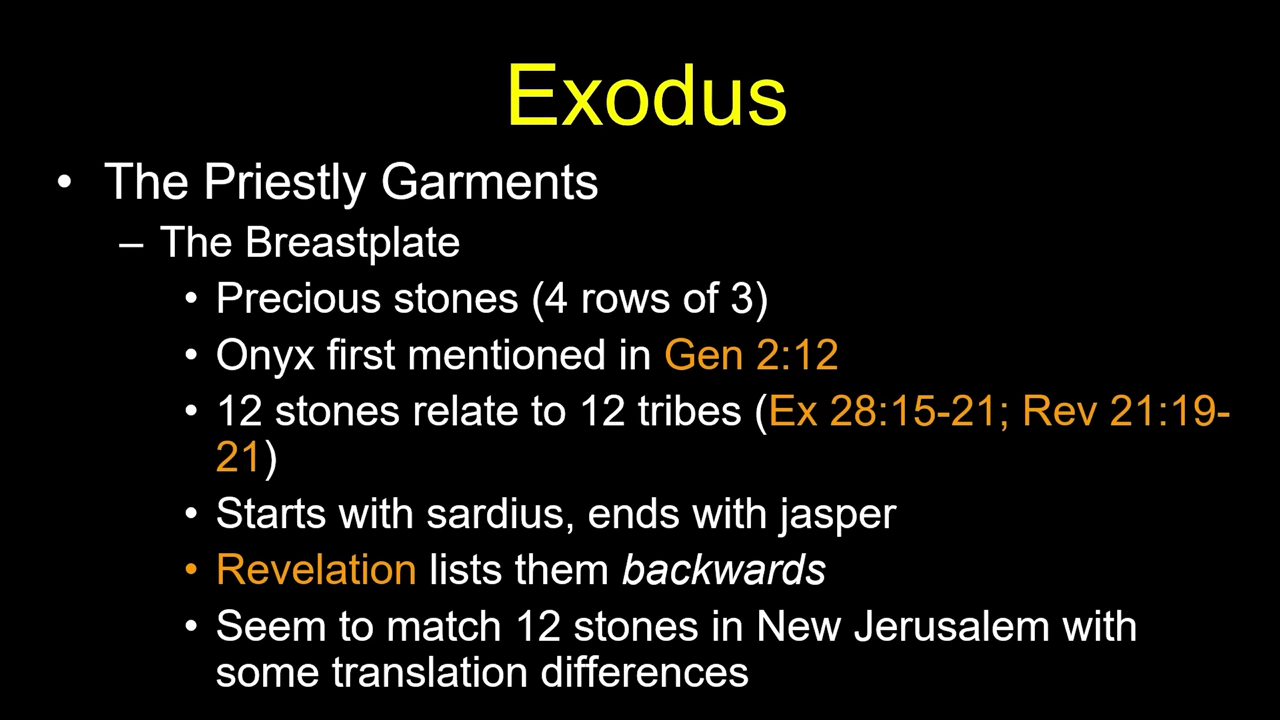 Exodus
• The Priestly Garments
– The Breastplate
• Precious stones (4 rows of 3)
• Onyx first mentioned in Gen 2:12
• 12 stones relate to 12 tribes (Ex 28:15-21; Rev 21:19-
21)
• Starts with sardius, ends with jasper
• Revelation lists them backwards
• Seem to match 12 stones in New Jerusalem with
some translation differences